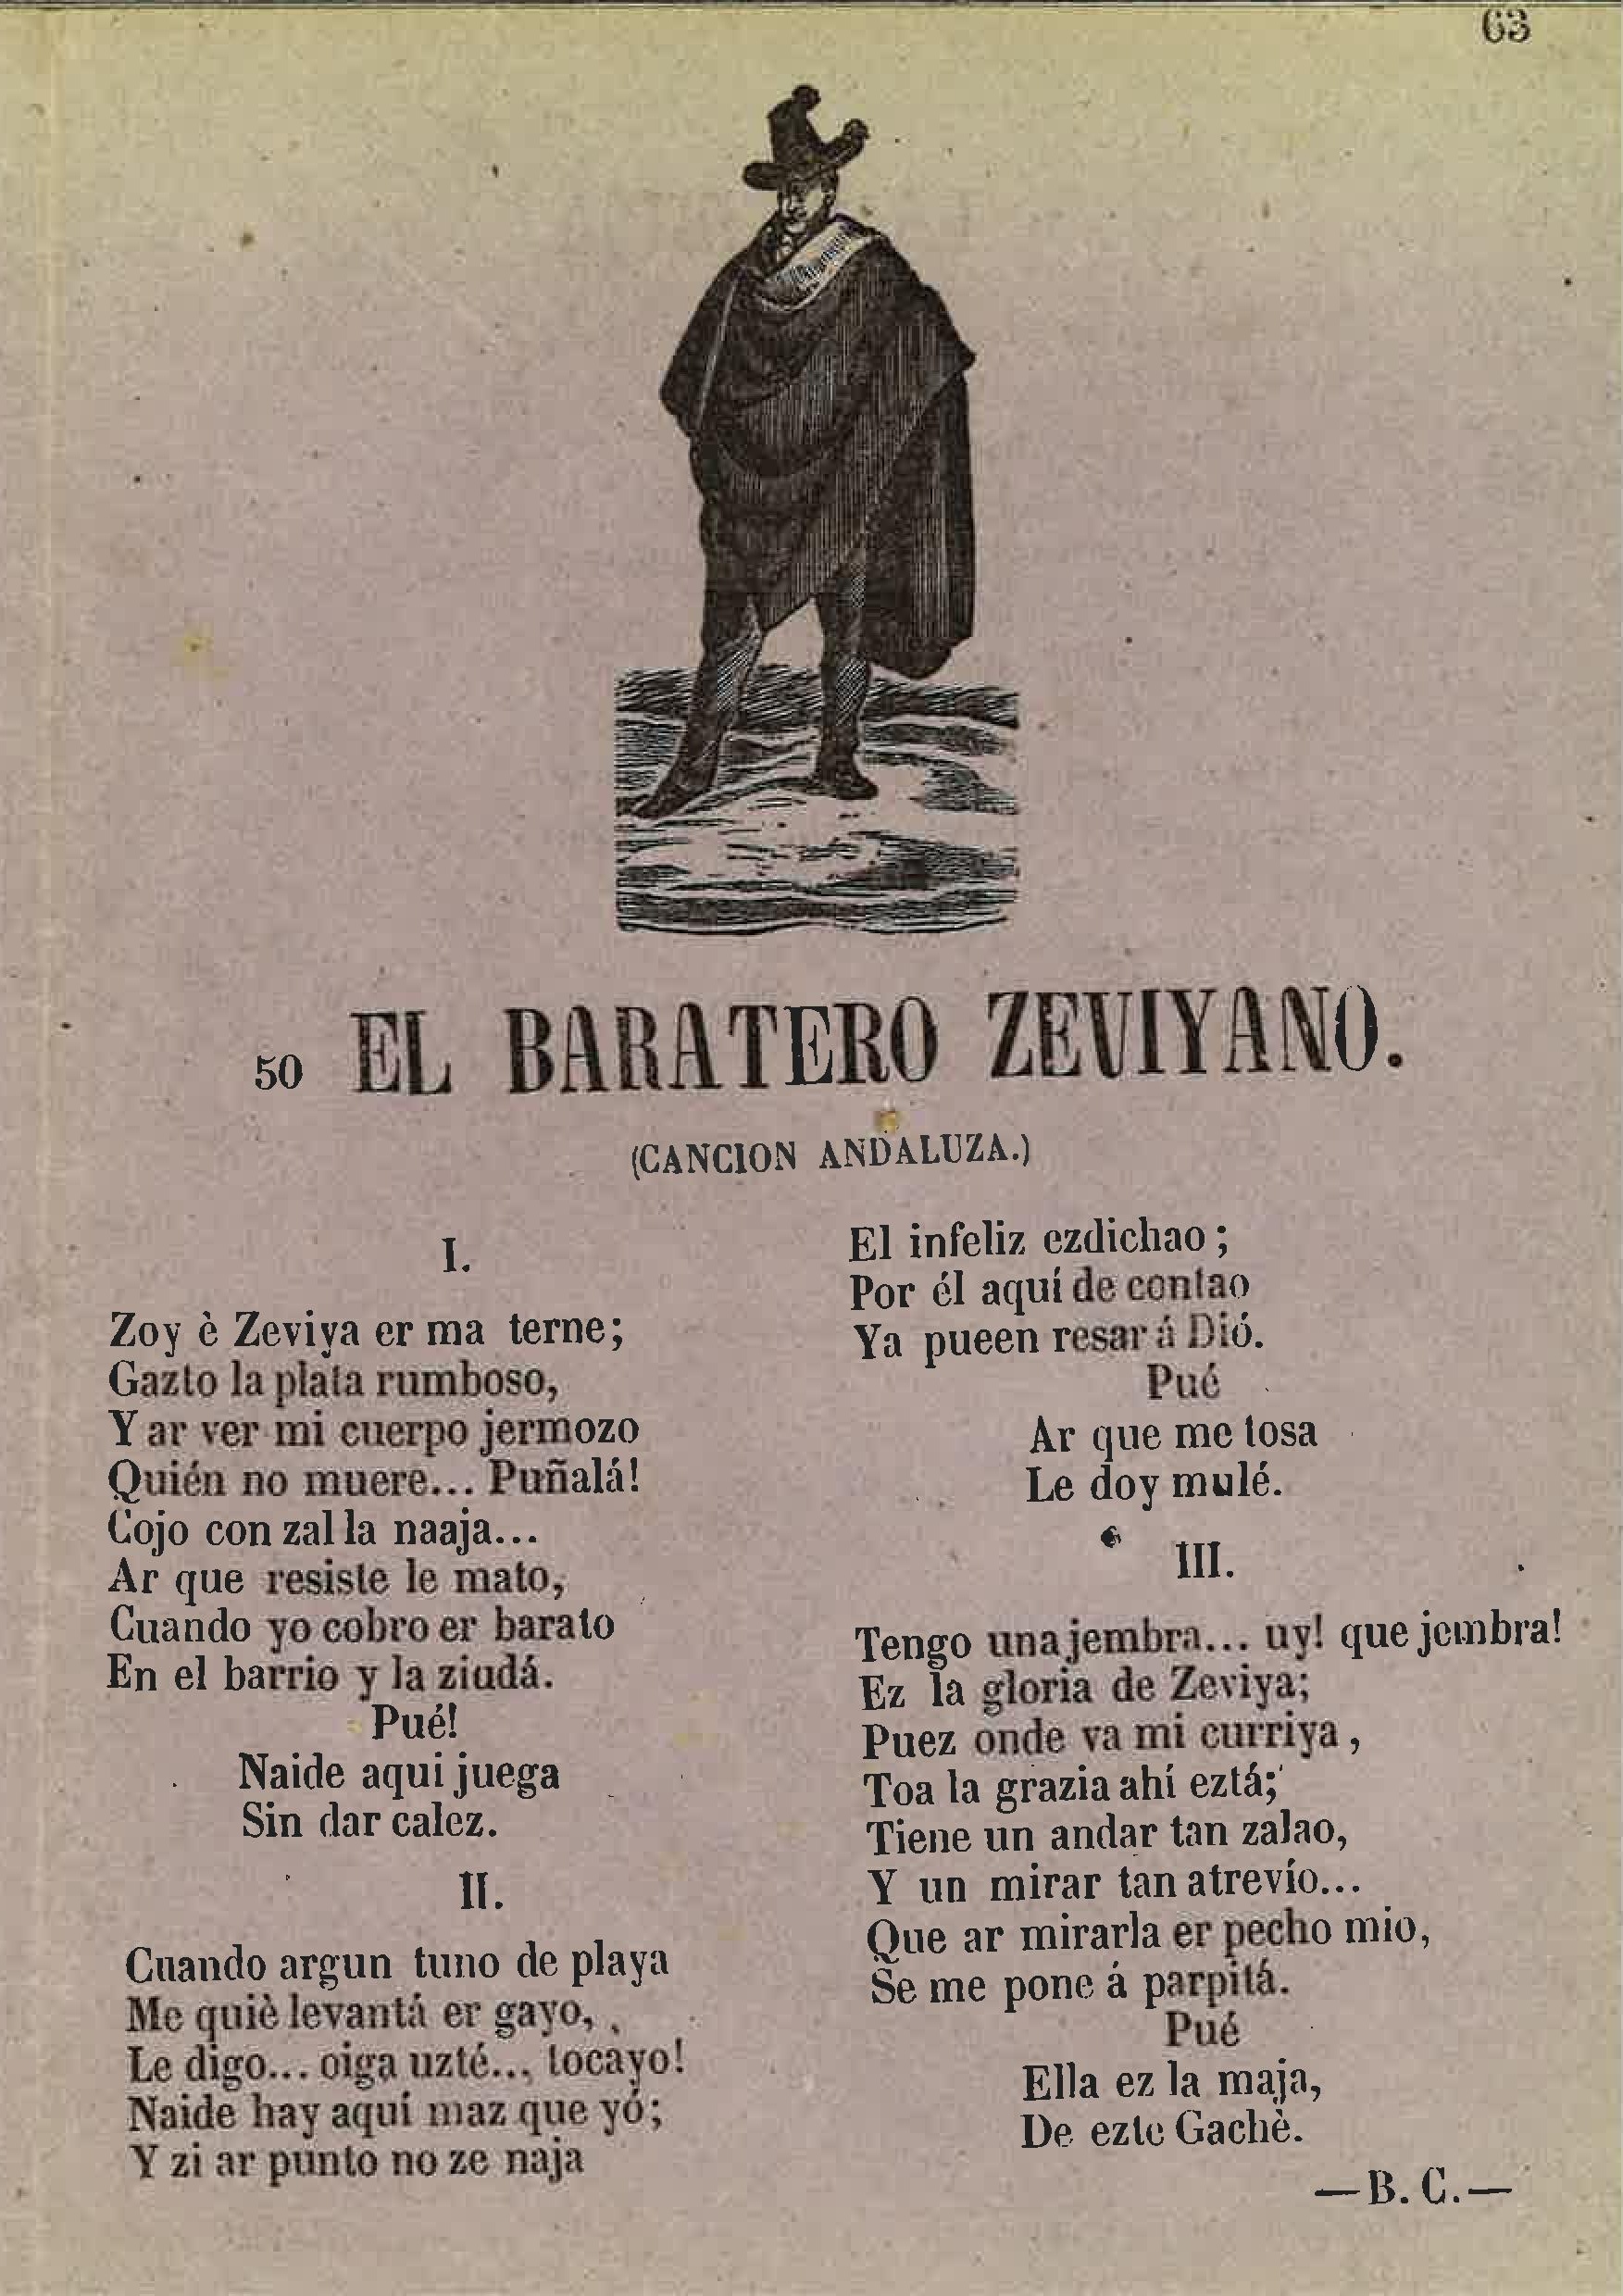 63
50 EL BARATERO ZEVIYANO.
(CANCION ANDALUZA.)
I.
Zoy è Zeviya er ma terne;
Gazto la plata rumboso,
Y ar ver mi cuerpo jermozo
Quién no muere... Puñalá!
Cojo con zal la naaja...
Ar que resiste le mato,
Cuando yo cobro er barato
En el barrio y la ziudá.
Pué!
Naide aqui juega
Sin dar calez.
II.
Cuando argun tuno de playa
Me quiè levantá er gayo,
Le digo... oiga uzté... tocayo!
Naide hay aquí maz que yó;
Y zi ar punto no ze naja
El infeliz ezdichao;
Por él aquí de contao
Ya pueen resar á Dió.
Pué
Ar que me tosa
Le doy mulé.
III.
Tengo una jembra... uy! que jembra!
Ez la gloria de Zeviya;
Puez onde va mi curriya,
Toa la grazia ahí eztá;
Tiene un andar tan zalao,
Y un mirar tan atrevío...
Que ar mirarla er pecho mio,
Se me pone á parpitá.
Pué
Ella ez la maja,
De ezte Gachè.
—B. C.—